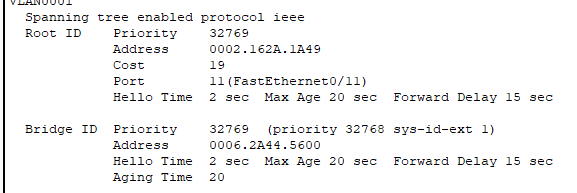 VLAN0001
Spanning tree enabled protocol ieee
Root ID Priority 32769
Address 0002.162A.1A49
Cost 19
Port 11(FastEthernet0/11)
Hello Time 2 sec Max Age 20 sec Forward Delay 15 sec
Bridge ID Priority 32769 (priority 32768 sys-id-ext 1)
Address 0006.2A44.5600
Hello Time 2 sec Max Age 20 sec Forward Delay 15 sec
Aging Time 20